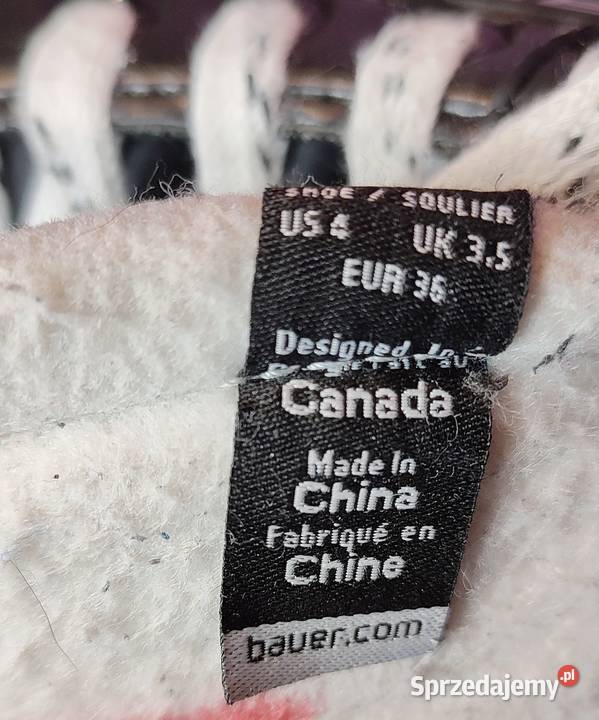 SHOE / SOULIER
US 4 UK 3.5
EUR 36
Designed In
Canada
Made In
China
Fabriqué en
Chine
bauer.com
Sprzedajemy.pl